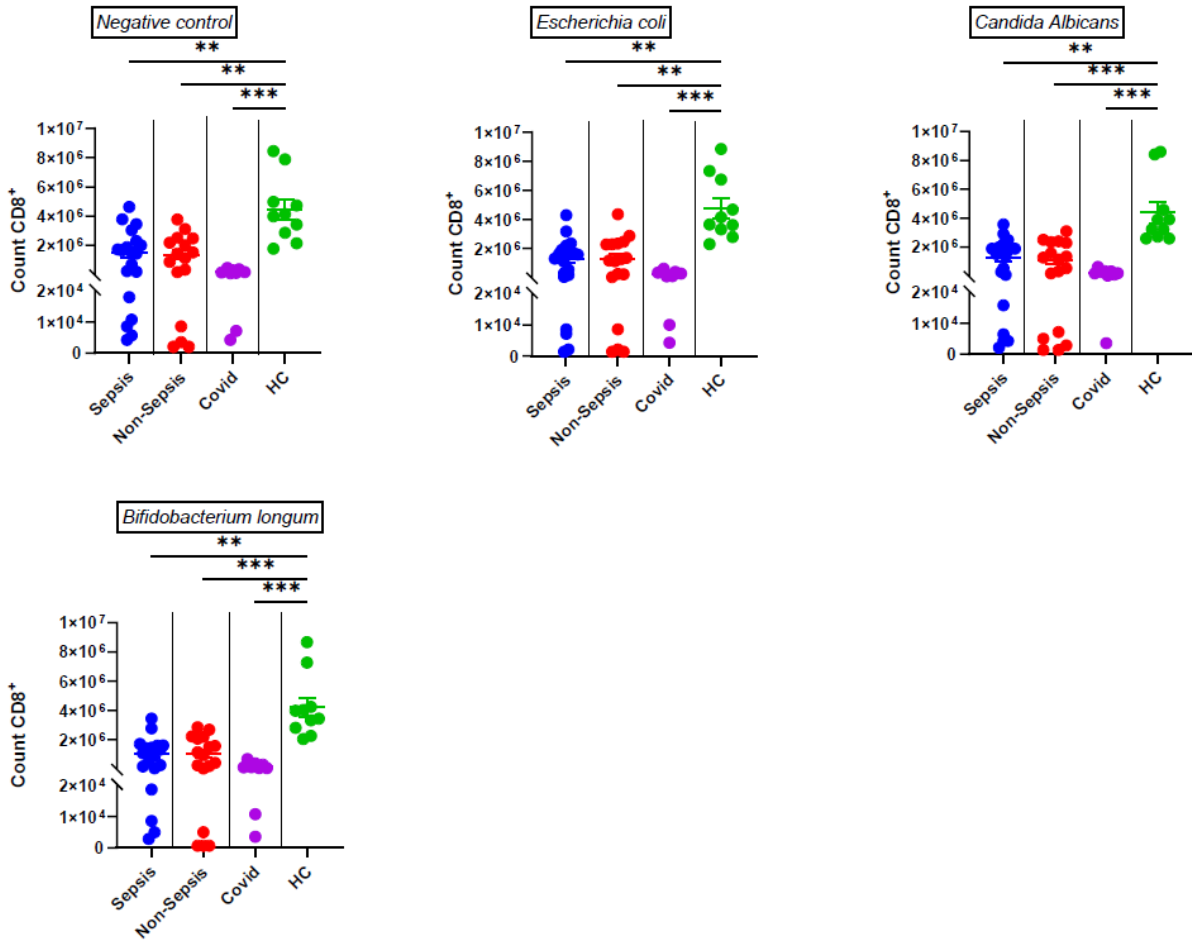 Negative control
**
**
***
1×10⁷
8×10⁶
6×10⁶
4×10⁶
2×10⁶
2×10⁴
1×10⁴
0
Count CD8⁺
Sepsis
Non-Sepsis
Covid
HC
Escherichia coli
**
**
***
1×10⁷
8×10⁶
6×10⁶
4×10⁶
2×10⁶
2×10⁴
1×10⁴
0
Count CD8⁺
Sepsis
Non-Sepsis
Covid
HC
Candida Albicans
**
***
***
1×10⁷
8×10⁶
6×10⁶
4×10⁶
2×10⁶
2×10⁴
1×10⁴
0
Count CD8⁺
Sepsis
Non-Sepsis
Covid
HC
Bifidobacterium longum
**
***
***
1×10⁷
8×10⁶
6×10⁶
4×10⁶
2×10⁶
2×10⁴
1×10⁴
0
Count CD8⁺
Sepsis
Non-Sepsis
Covid
HC